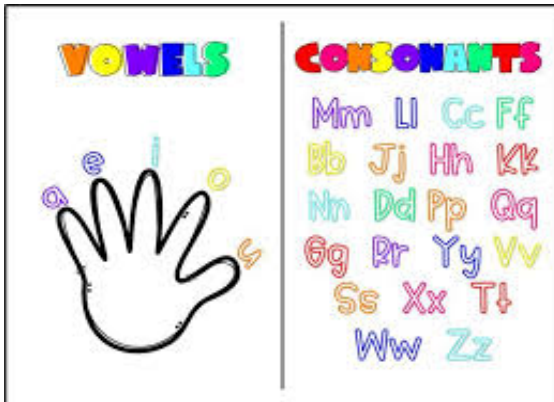 VOWELS
a e i o u
CONSONANTS
Mm Ll Cc Ff
Bb Jj Hh Kk
Nn Dd Pp Qq
Gg Rr Yy Vv
Ss Xx Tt
Ww Zz